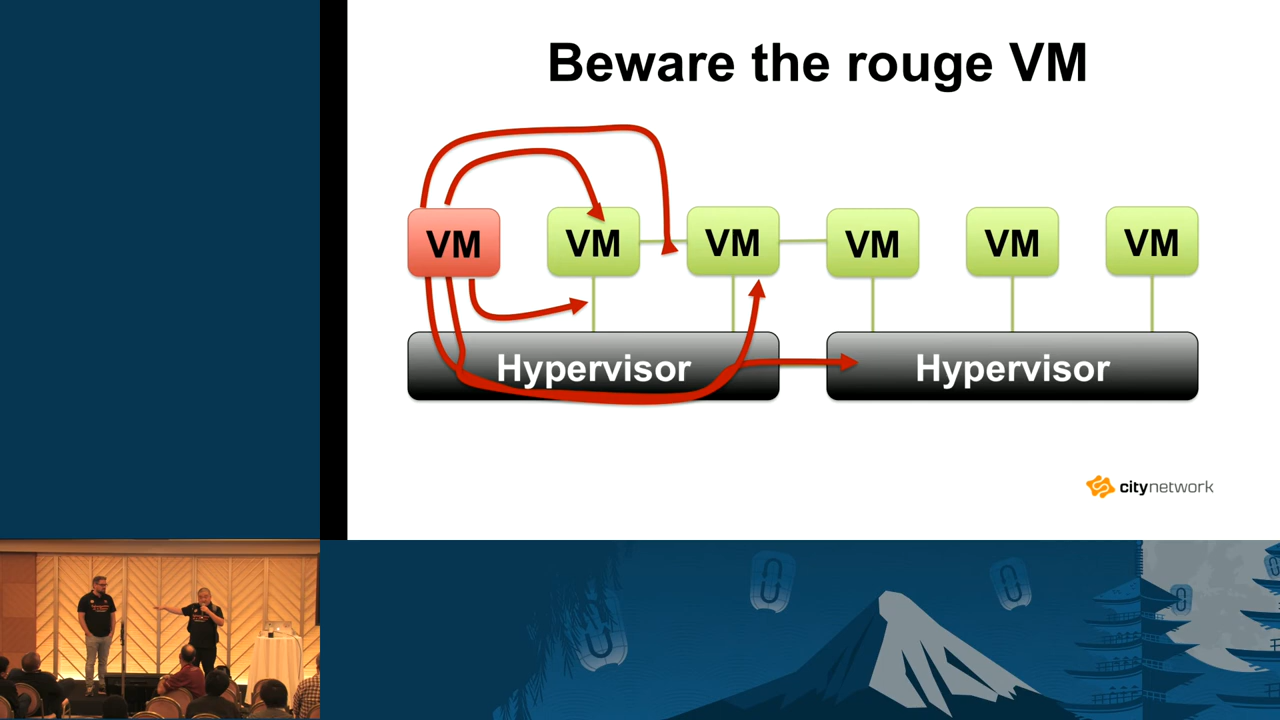 Beware the rouge VM
VM VM VM VM VM VM
Hypervisor Hypervisor
citynetwork